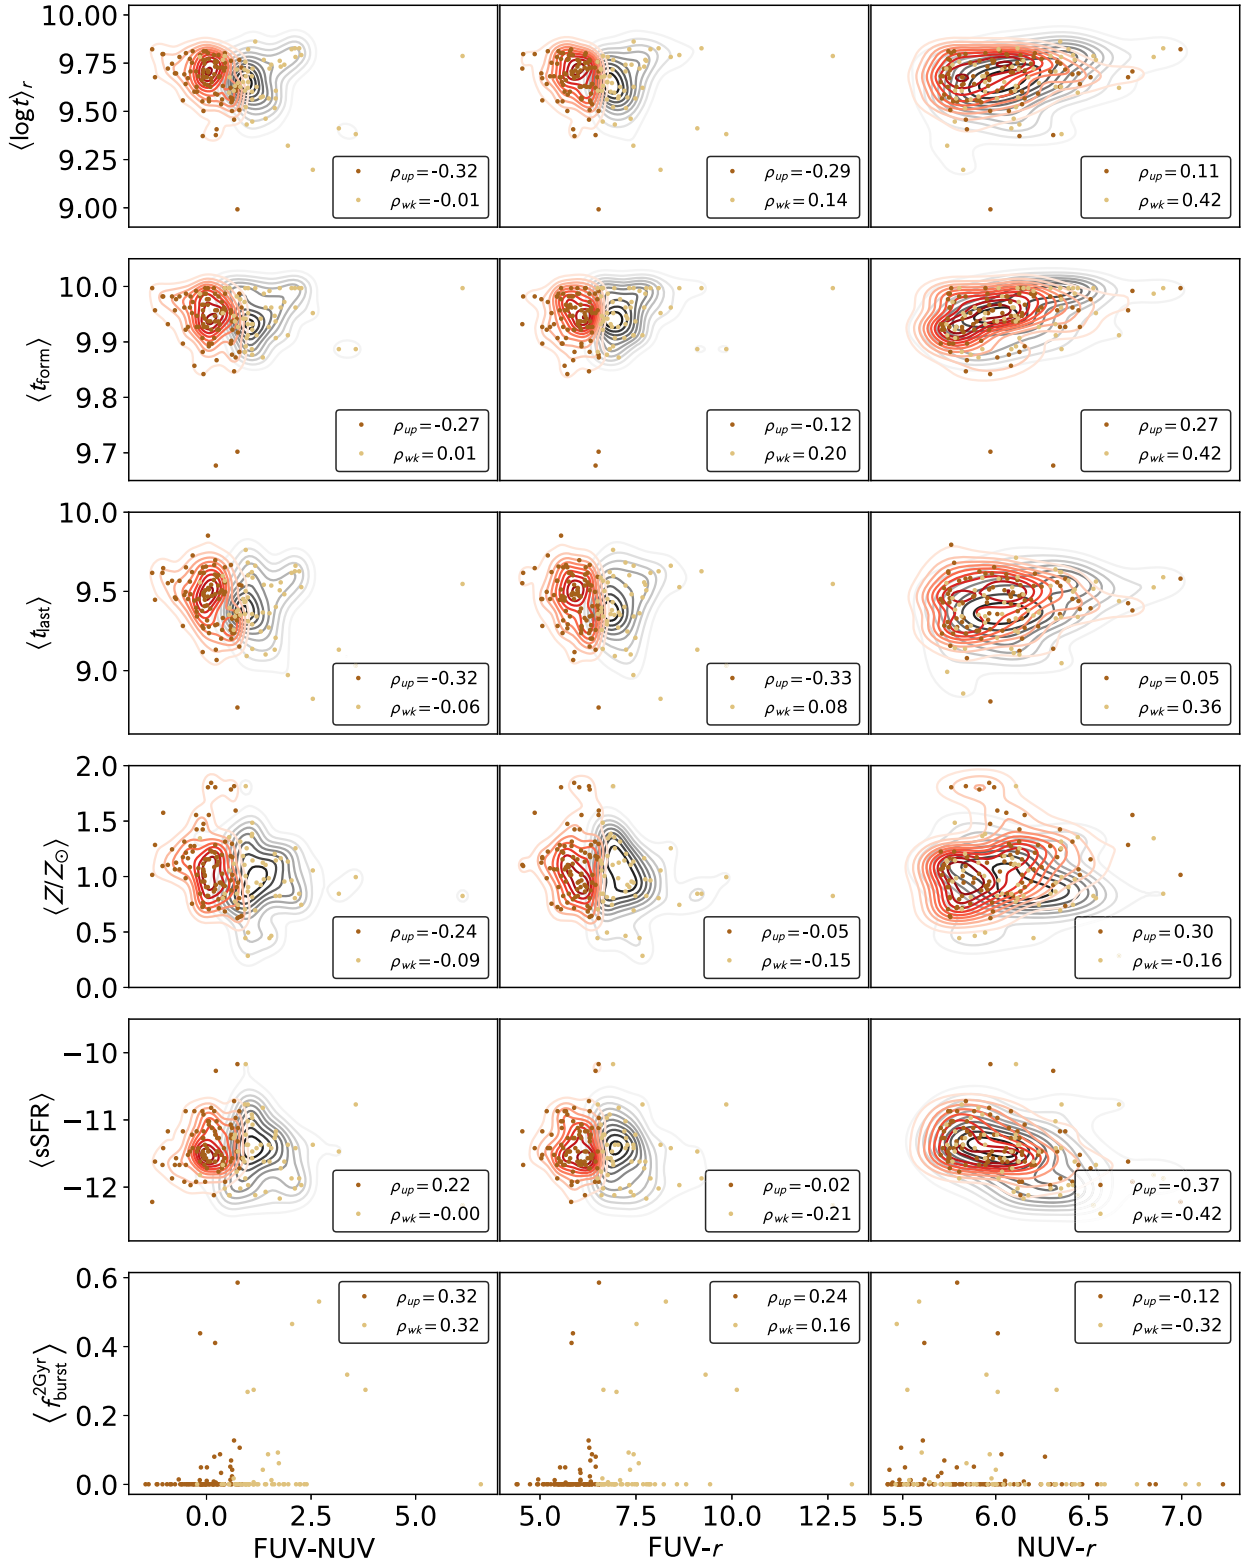 10.00
9.75
9.50
9.25
9.00
⟨log t⟩r
ρup=-0.32
ρwk=-0.01
ρup=-0.29
ρwk=0.14
ρup=0.11
ρwk=0.42
10.0
9.9
9.8
9.7
⟨tform⟩
ρup=-0.27
ρwk=0.01
ρup=-0.12
ρwk=0.20
ρup=0.27
ρwk=0.42
10.0
9.5
9.0
⟨tlast⟩
ρup=-0.32
ρwk=-0.06
ρup=-0.33
ρwk=0.08
ρup=0.05
ρwk=0.36
2.0
1.5
1.0
0.5
0.0
⟨Z/Z⊙⟩
ρup=-0.24
ρwk=-0.09
ρup=-0.05
ρwk=-0.15
ρup=0.30
ρwk=-0.16
−10
−11
−12
⟨sSFR⟩
ρup=0.22
ρwk=-0.00
ρup=-0.02
ρwk=-0.21
ρup=-0.37
ρwk=-0.42
0.6
0.4
0.2
0.0
⟨f2Gyrburst⟩
ρup=0.32
ρwk=0.32
ρup=0.24
ρwk=0.16
ρup=-0.12
ρwk=-0.32
0.0 2.5 5.0
5.0 7.5 10.0 12.5
5.5 6.0 6.5 7.0
FUV-NUV
FUV-r
NUV-r